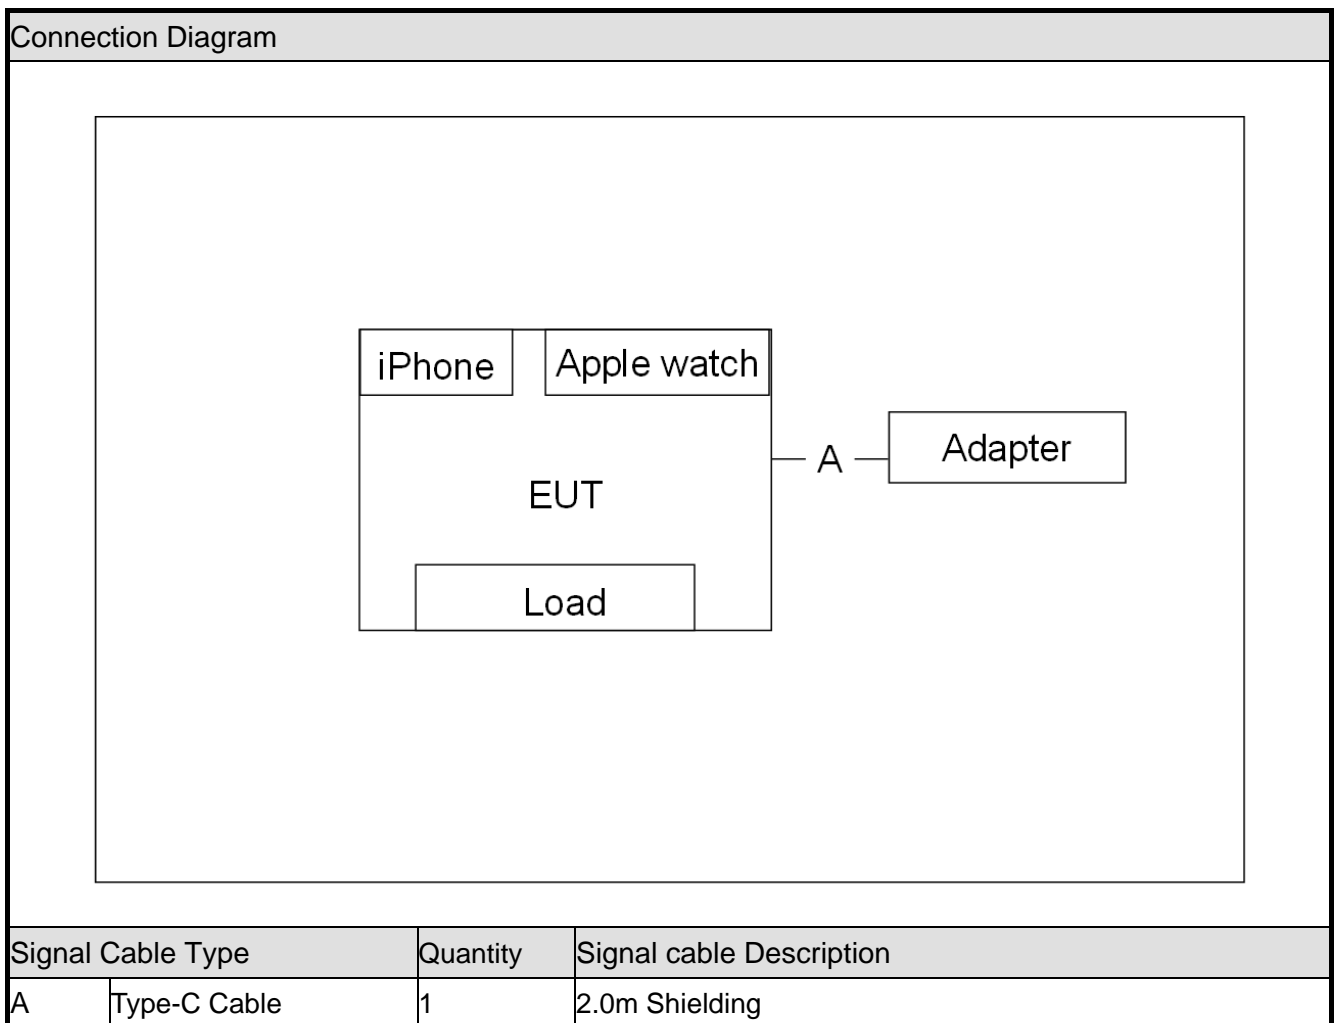 Connection Diagram
iPhone
Apple watch
A
Adapter
EUT
Load
Signal Cable Type Quantity Signal cable Description
A Type-C Cable 1 2.0m Shielding